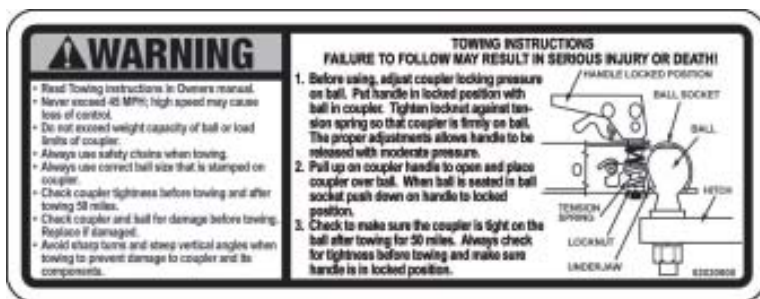 WARNING
• Read Towing instructions in Owners manual.
• Never exceed 45 MPH; high speed may cause
loss of control.
• Do not exceed weight capacity of ball or load
limits of coupler.
• Always use safety chains when towing.
• Always use correct ball size that is stamped on
coupler.
• Check coupler tightness before towing and after
towing 50 miles.
• Check coupler and ball for damage before towing.
Replace if damaged.
• Avoid sharp turns and steep vertical angles when
towing to prevent damage to coupler and its
components.
TOWING INSTRUCTIONS
FAILURE TO FOLLOW MAY RESULT IN SERIOUS INJURY OR DEATH!
1. Before using, adjust coupler locking pressure
on ball. Put handle in locked position with
ball in coupler. Tighten locknut against ten-
sion spring so that coupler is firmly on ball.
The proper adjustments allows handle to be
released with moderate pressure.
2. Pull up on coupler handle to open and place
coupler over ball. When ball is seated in ball
socket push down on handle to locked
position.
3. Check to make sure the coupler is tight on the
ball after towing for 50 miles. Always check
for tightness before towing and make sure
handle is in locked position.
HANDLE LOCKED POSITION
BALL SOCKET
BALL
HITCH
TENSION
SPRING
LOCKNUT
UNDERJAW